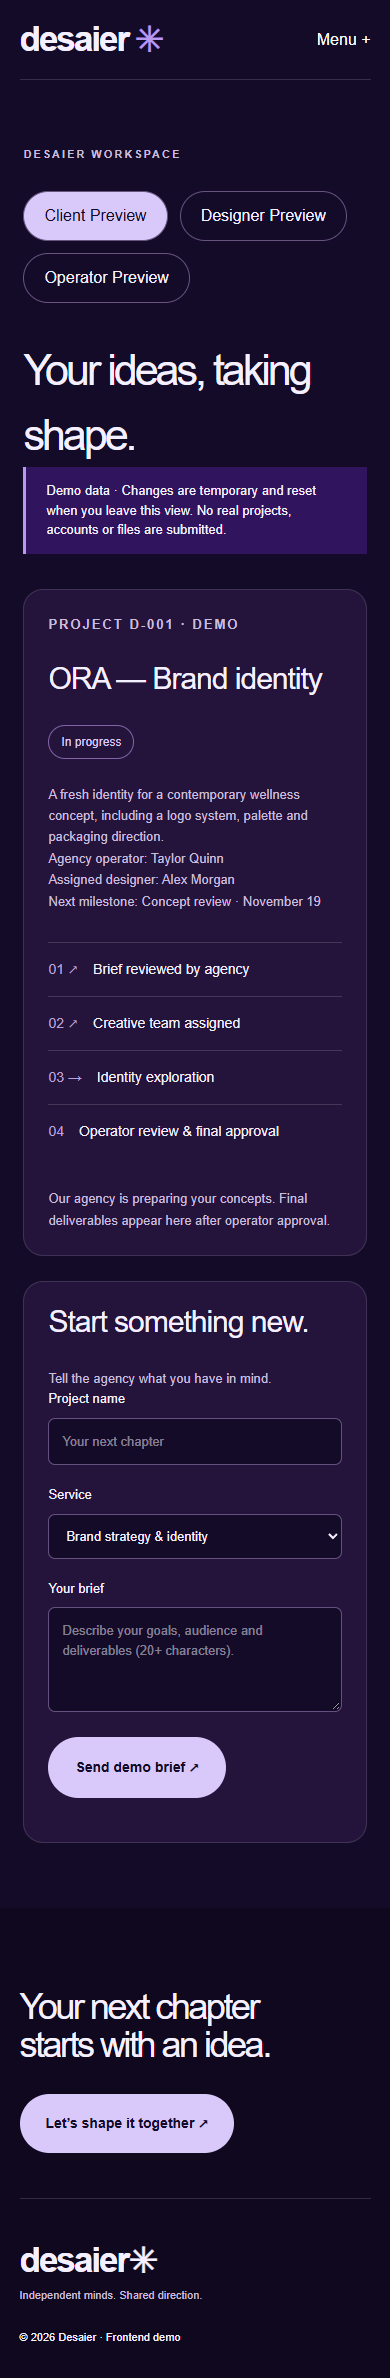 desaier ✳
Menu +
DESAIER WORKSPACE
Client Preview
Designer Preview
Operator Preview
Your ideas, taking
shape.
Demo data · Changes are temporary and reset
when you leave this view. No real projects,
accounts or files are submitted.
PROJECT D-001 · DEMO
ORA — Brand identity
In progress
A fresh identity for a contemporary wellness
concept, including a logo system, palette and
packaging direction.
Agency operator: Taylor Quinn
Assigned designer: Alex Morgan
Next milestone: Concept review · November 19
01 ↗ Brief reviewed by agency
02 ↗ Creative team assigned
03 → Identity exploration
04 Operator review & final approval
Our agency is preparing your concepts. Final
deliverables appear here after operator approval.
Start something new.
Tell the agency what you have in mind.
Project name
Your next chapter
Service
Brand strategy & identity
Your brief
Describe your goals, audience and
deliverables (20+ characters).
Send demo brief ↗
Your next chapter
starts with an idea.
Let's shape it together ↗
desaier✳
Independent minds. Shared direction.
© 2026 Desaier · Frontend demo